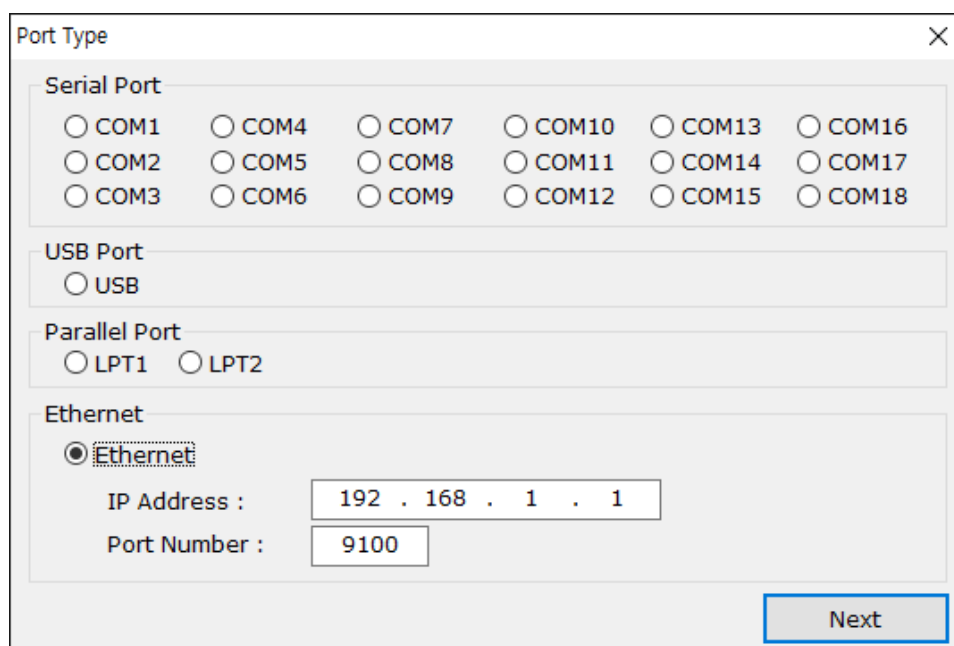 Port Type
Serial Port
COM1 COM4 COM7 COM10 COM13 COM16
COM2 COM5 COM8 COM11 COM14 COM17
COM3 COM6 COM9 COM12 COM15 COM18
USB Port
USB
Parallel Port
LPT1 LPT2
Ethernet
Ethernet
IP Address : 192 . 168 . 1 . 1
Port Number : 9100
Next